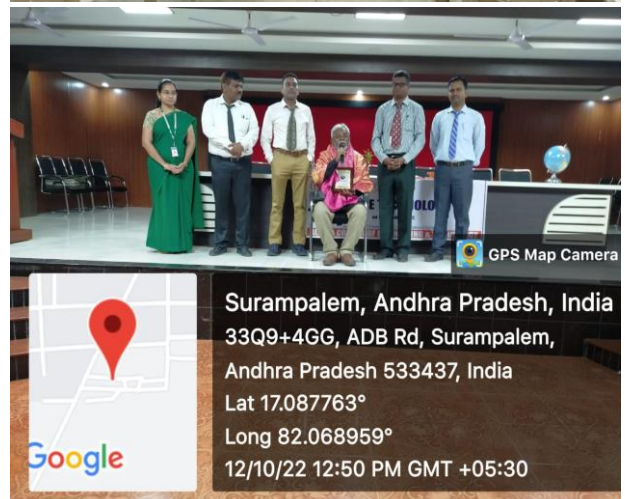 GPS Map Camera
Surampalem, Andhra Pradesh, India
33Q9+4GG, ADB Rd, Surampalem,
Andhra Pradesh 533437, India
Lat 17.087763°
Long 82.068959°
12/10/22 12:50 PM GMT +05:30
Google